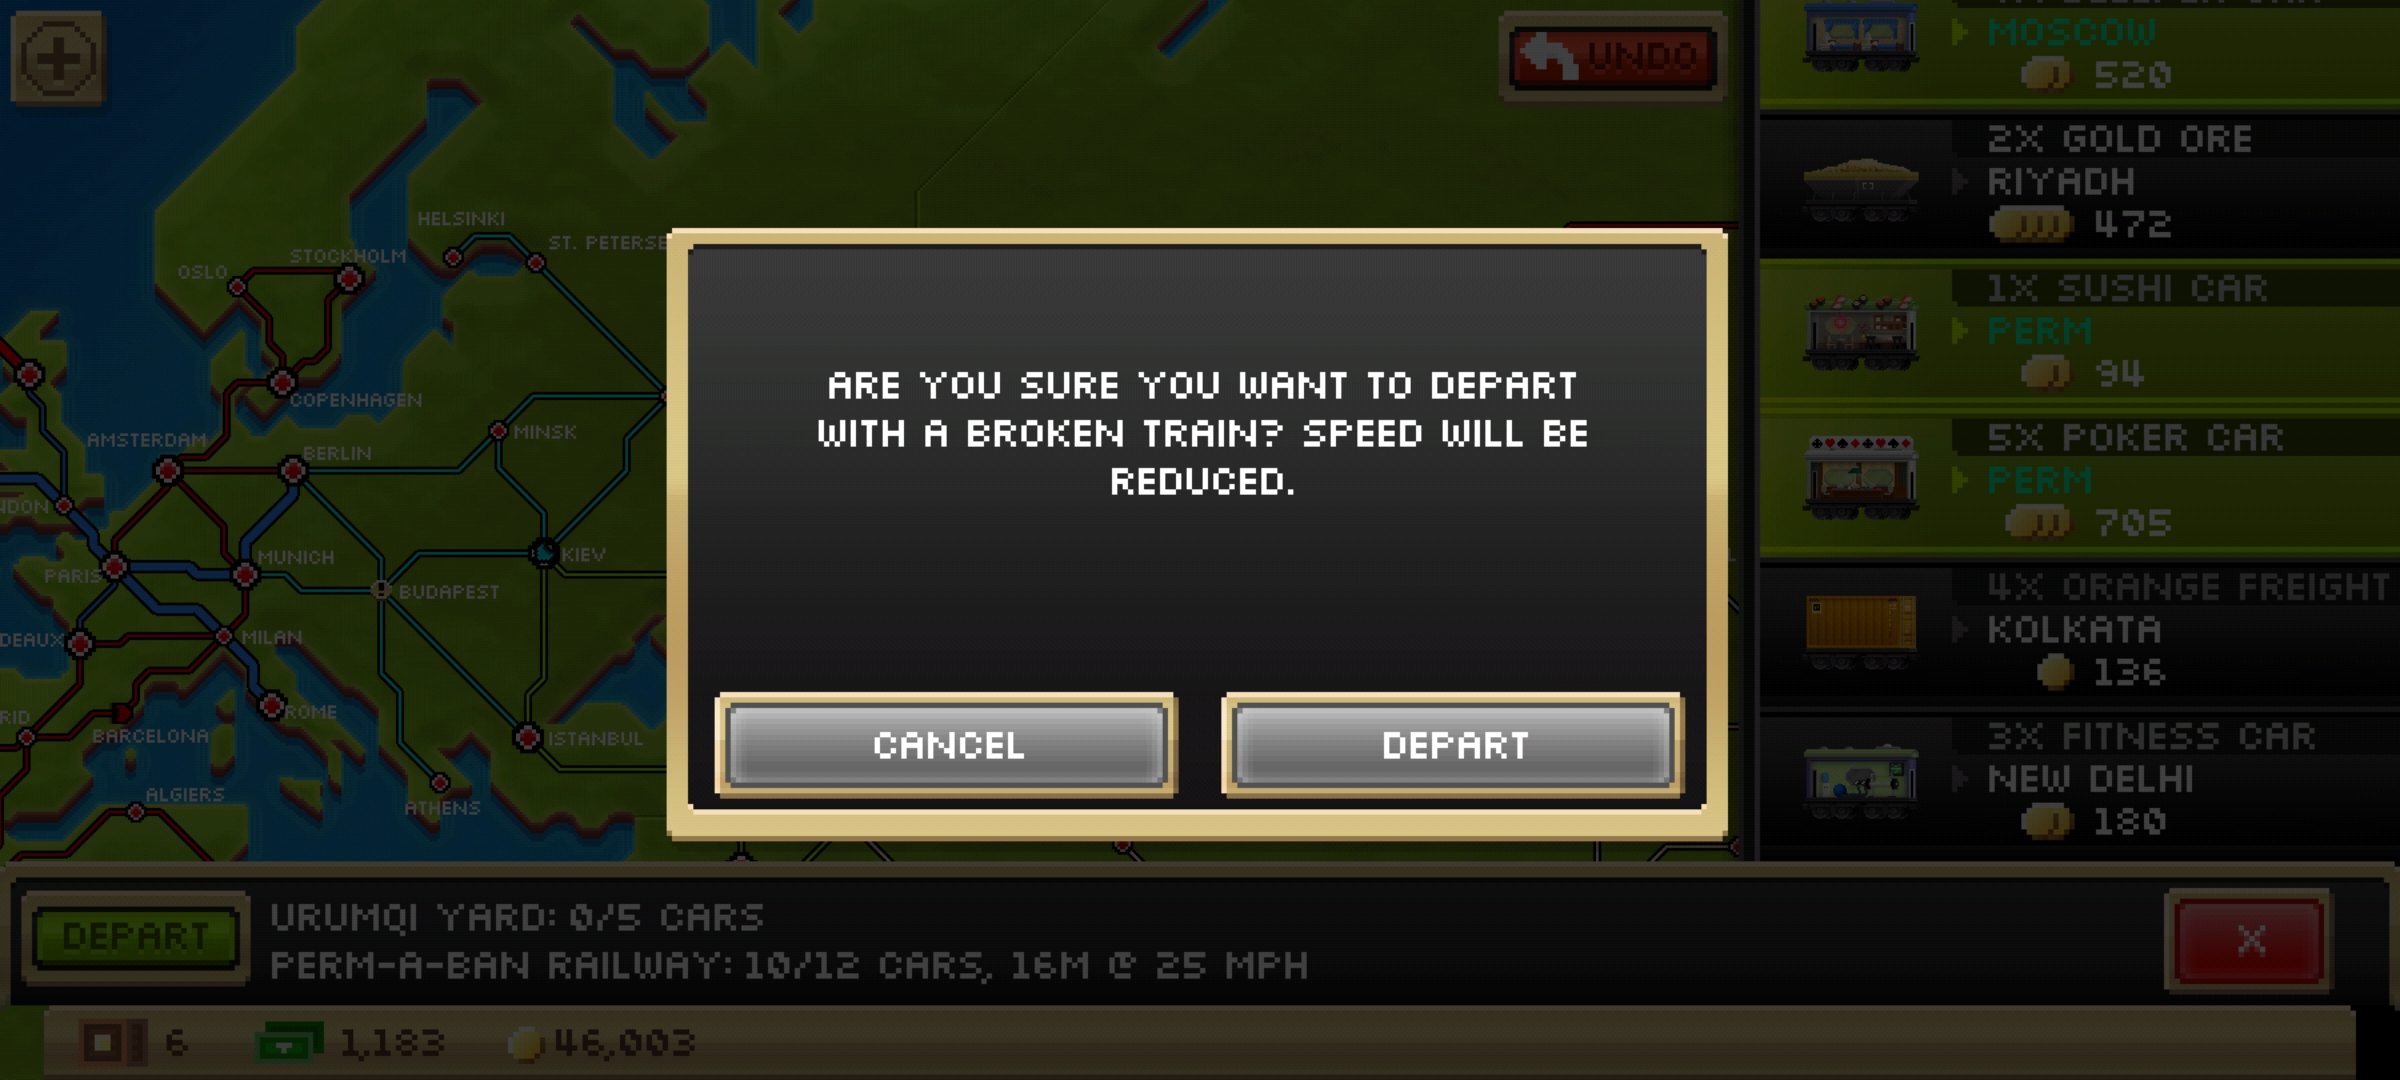 UNDO
MOSCOW
520
2X GOLD ORE
RIYADH
472
1X SUSHI CAR
PERM
94
5X POKER CAR
PERM
705
4X ORANGE FREIGHT
KOLKATA
136
3X FITNESS CAR
NEW DELHI
180
HELSINKI
ST. PETERSB
STOCKHOLM
OSLO
COPENHAGEN
AMSTERDAM
BERLIN
MINSK
NDON
MUNICH
KIEV
PARIS
BUDAPEST
DEAUX
MILAN
RID
ROME
BARCELONA
ISTANBUL
ALGIERS
ATHENS
ARE YOU SURE YOU WANT TO DEPART
WITH A BROKEN TRAIN? SPEED WILL BE
REDUCED.
CANCEL
DEPART
DEPART
URUMQI YARD: 0/5 CARS
PERM-A-BAN RAILWAY: 10/12 CARS, 16M @ 25 MPH
X
6
1,183
46,003